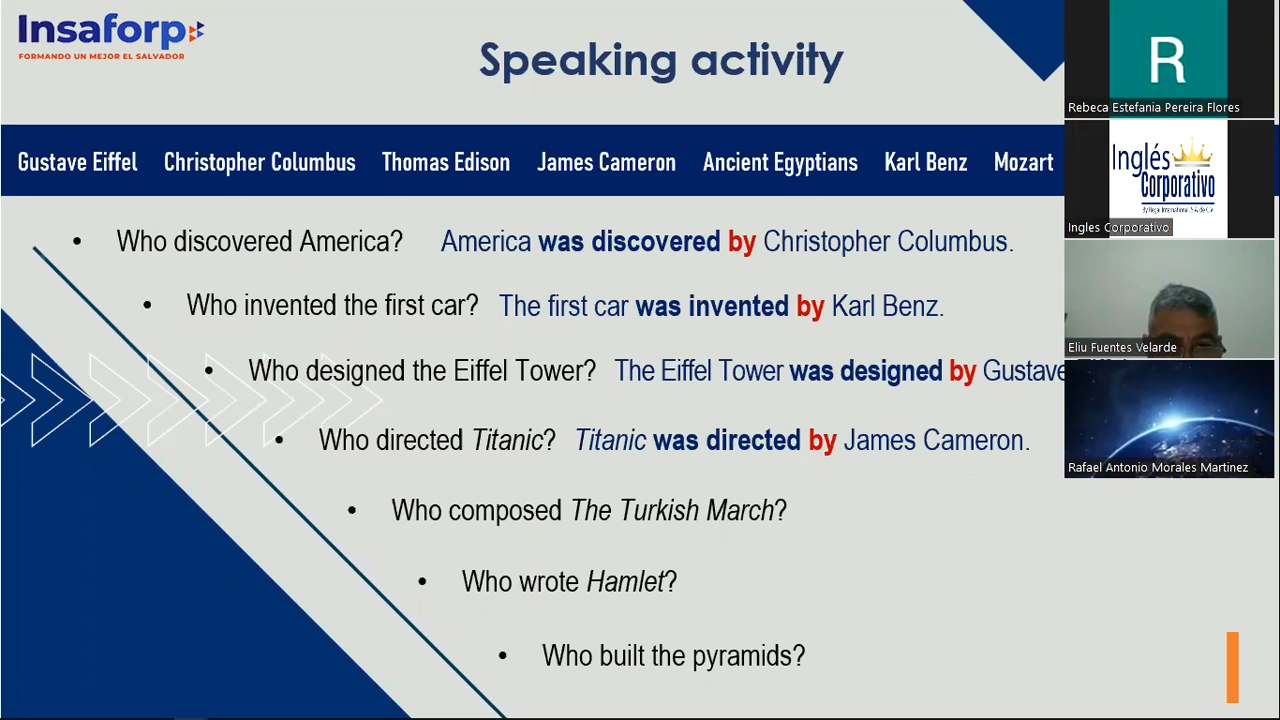 Insaforp
FORMANDO UN MEJOR EL SALVADOR
Speaking activity
Gustave Eiffel Christopher Columbus Thomas Edison James Cameron Ancient Egyptians Karl Benz Mozart
• Who discovered America? America was discovered by Christopher Columbus.
• Who invented the first car? The first car was invented by Karl Benz.
• Who designed the Eiffel Tower? The Eiffel Tower was designed by Gustave
• Who directed Titanic? Titanic was directed by James Cameron.
• Who composed The Turkish March?
• Who wrote Hamlet?
• Who built the pyramids?
R
Rebeca Estefania Pereira Flores
Inglés
Corporativo
Ingles Corporativo
Eliu Fuentes Velarde
Rafael Antonio Morales Martinez